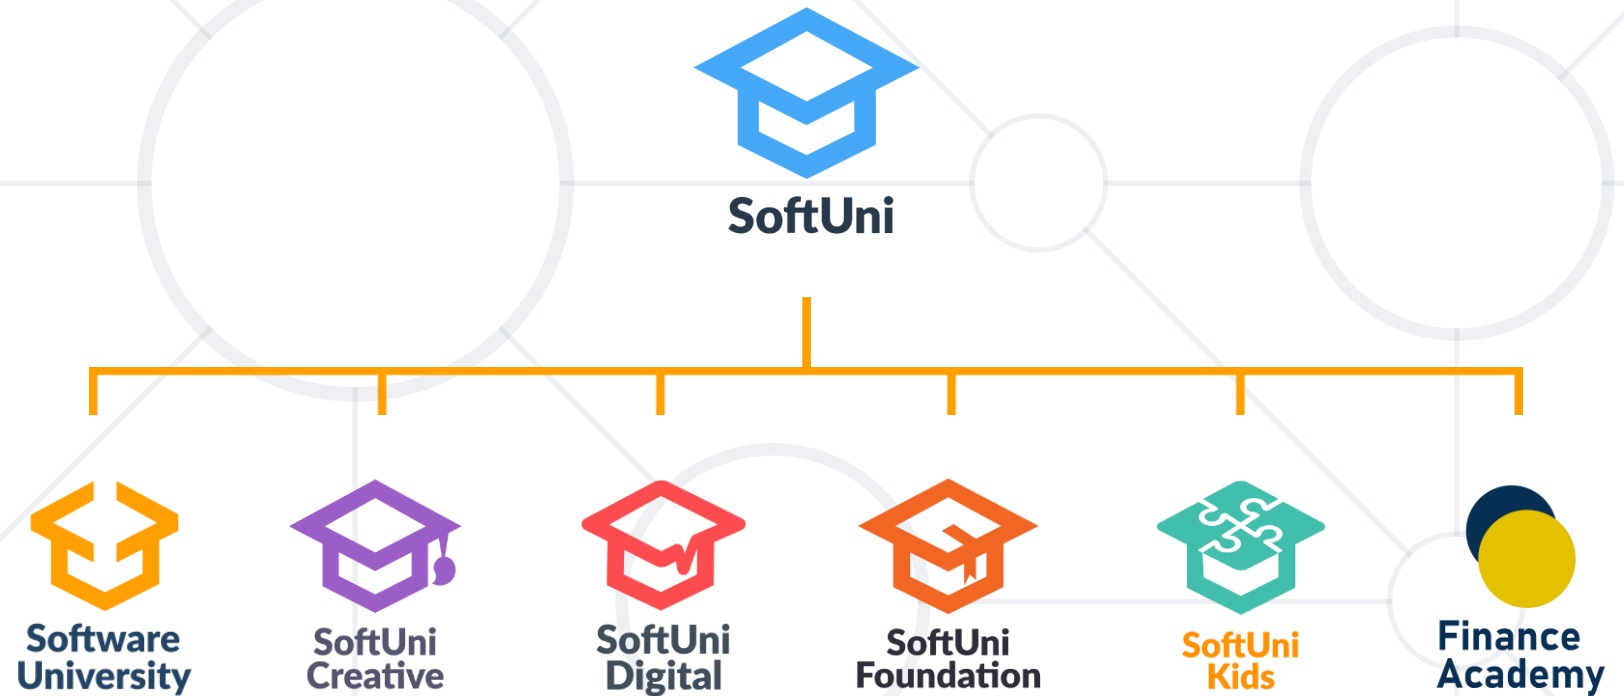 SoftUni
Software
University
SoftUni
Creative
SoftUni
Digital
SoftUni
Foundation
SoftUni
Kids
Finance
Academy